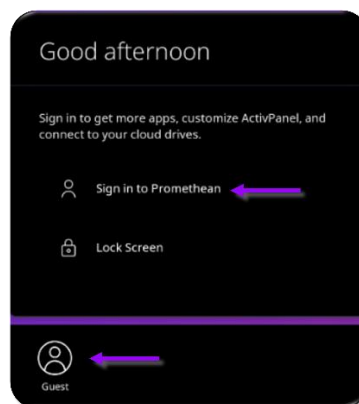 Good afternoon
Sign in to get more apps, customize ActivPanel, and
connect to your cloud drives.
Sign in to Promethean
Lock Screen
Guest